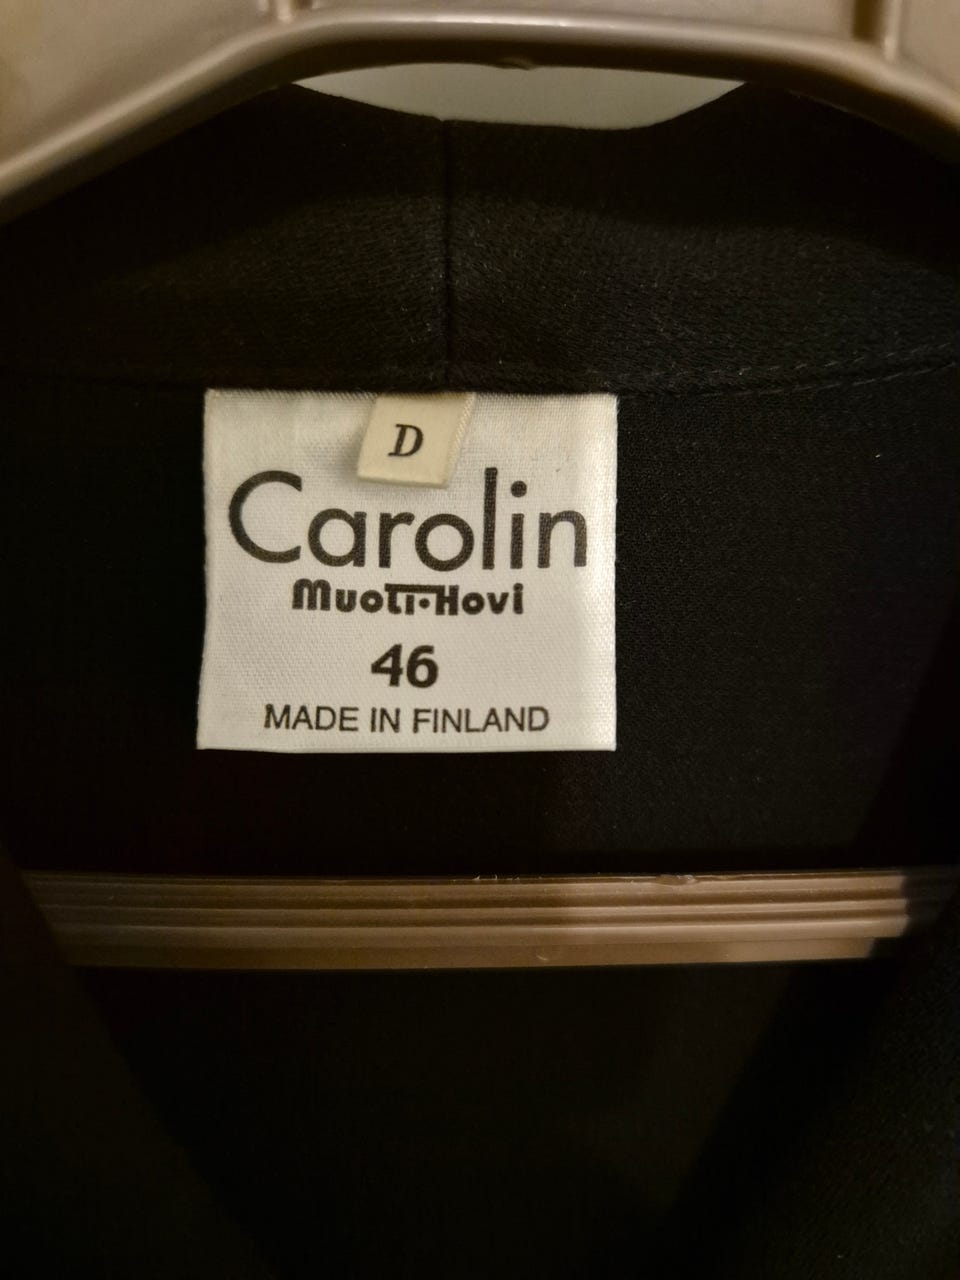 D
Carolin
Muoti·Hovi
46
MADE IN FINLAND